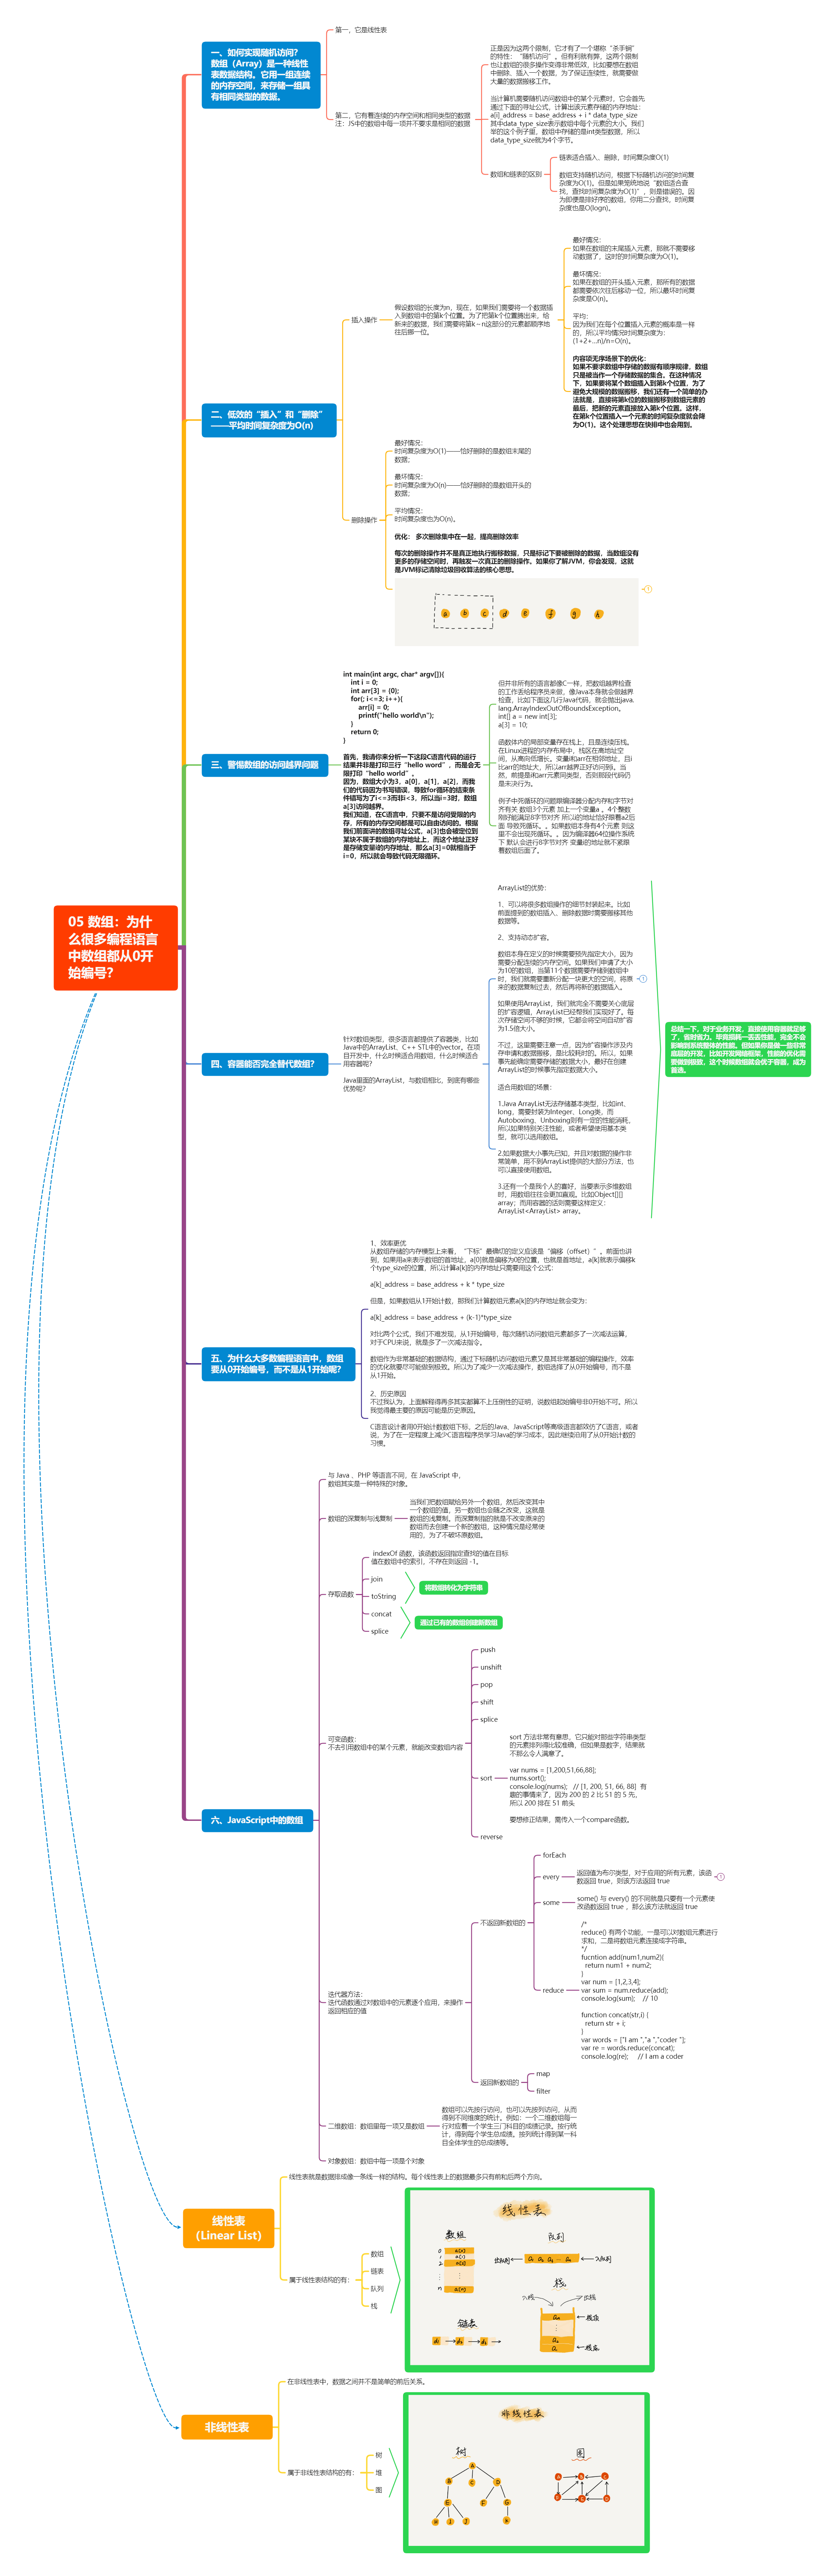 05 数组：为什
么很多编程语言
中数组都从0开
始编号？
一、如何实现随机访问？
数组（Array）是一种线性
表数据结构。它用一组连续
的内存空间，来存储一组具
有相同类型的数据。
第一，它是线性表
第二，它有着连续的内存空间和相同类型的数据
注：JS中的数组中每一项并不要求是相同的数据
正是因为这两个限制，它才有了一个堪称“杀手锏”
的特性：“随机访问”。但有利就有弊，这两个限制
也让数组的很多操作变得非常低效，比如要想在数组
中删除、插入一个数据，为了保证连续性，就需要做
大量的数据搬移工作。
当计算机需要随机访问数组中的某个元素时，它会首先
通过下面的寻址公式，计算出该元素存储的内存地址：
a[i]_address = base_address + i * data_type_size
其中data_type_size表示数组中每个元素的大小。我们
举的这个例子里，数组中存储的是int类型数据，所以
data_type_size就为4个字节。
数组和链表的区别
链表适合插入，删除，时间复杂度O(1)
数组支持随机访问，根据下标随机访问的时间复
杂度为O(1)。但是如果笼统地说“数组适合查
找，查找时间复杂度为O(1)”，则是错误的。因
为即便是排好序的数组，你用二分查找，时间复
杂度也是O(logn)。
二、低效的“插入”和“删除”
——平均时间复杂度为O(n)
插入操作
假设数组的长度为n，现在，如果我们需要将一个数据插
入到数组中的第k个位置。为了把第k个位置腾出来，给
新来的数据，我们需要将第k～n这部分的元素都顺序地
往后挪一位。
最好情况：
如果在数组的末尾插入元素，那就不需要移
动数据了，这时的时间复杂度为O(1)。
最坏情况：
如果在数组的开头插入元素，那所有的数据
都需要依次往后移动一位，所以最坏时间复
杂度是O(n)。
平均：
因为我们在每个位置插入元素的概率是一样
的，所以平均情况时间复杂度为：
(1+2+...n)/n=O(n)。
内容项无序场景下的优化：
如果不要求数组中存储的数据有顺序规律，数组
只是被当作一个存储数据的集合。在这种情况
下，如果要将某个数组插入到第k个位置，为了
避免大规模的数据搬移，我们还有一个简单的办
法就是，直接将第k位的数据搬移到数组元素的
最后，把新的元素直接放入第k个位置。这样，
在第k个位置插入一个元素的时间复杂度就会降
为O(1)。这个处理思想在快排中也会用到。
删除操作
最好情况：
时间复杂度为O(1)——恰好删除的是数组末尾的
数据；
最坏情况：
时间复杂度为O(n)——恰好删除的是数组开头的
数据；
平均情况：
时间复杂度也为O(n)。
优化： 多次删除集中在一起，提高删除效率
每次的删除操作并不是真正地执行搬移数据，只是标记下要被删除的数据，当数组没有
更多的存储空间时，再触发一次真正的删除操作。如果你了解JVM，你会发现，这就
是JVM标记清除垃圾回收算法的核心思想。
1
a b c d e f g h
三、警惕数组的访问越界问题
int main(int argc, char* argv[]){
int i = 0;
int arr[3] = {0};
for(; i<=3; i++){
arr[i] = 0;
printf("hello world\n");
}
return 0;
}
首先，我请你来分析一下这段C语言代码的运行
结果并非是打印三行“hello word”，而是会无
限打印“hello world”。
因为，数组大小为3，a[0]，a[1]，a[2]，而我
们的代码因为书写错误，导致for循环的结束条
件错写为了i<=3而非i<3，所以当i=3时，数组
a[3]访问越界。
我们知道，在C语言中，只要不是访问受限的内
存，所有的内存空间都是可以自由访问的。根据
我们前面讲的数组寻址公式，a[3]也会被定位到
某块不属于数组的内存地址上，而这个地址正好
是存储变量i的内存地址，那么a[3]=0就相当于
i=0，所以就会导致代码无限循环。
但并非所有的语言都像C一样，把数组越界检查
的工作丢给程序员来做，像Java本身就会做越界
检查，比如下面这几行Java代码，就会抛出java.
lang.ArrayIndexOutOfBoundsException。
int[] a = new int[3];
a[3] = 10;
函数体内的局部变量存在栈上，且是连续压栈。
在Linux进程的内存布局中，栈区在高地址空
间，从高向低增长。变量i和arr在相邻地址，且i
比arr的地址大，所以arr越界正好访问到i。当
然，前提是i和arr元素同类型，否则那段代码仍
是未决行为。
例子中死循环的问题跟编译器分配内存和字节对
齐有关 数组3个元素 加上一个变量a 。4个整数
刚好能满足8字节对齐 所以i的地址恰好跟着a2后
面 导致死循环。。如果数组本身有4个元素 则这
里不会出现死循环。。因为编译器64位操作系统
下 默认会进行8字节对齐 变量i的地址就不紧跟
着数组后面了。
四、容器能否完全替代数组？
针对数组类型，很多语言都提供了容器类，比如
Java中的ArrayList、C++ STL中的vector。在项
目开发中，什么时候适合用数组，什么时候适合
用容器呢？
Java里面的ArrayList，与数组相比，到底有哪些
优势呢？
ArrayList的优势：
1、可以将很多数组操作的细节封装起来。比如
前面提到的数组插入、删除数据时需要搬移其他
数据等。
2、支持动态扩容。
数组本身在定义的时候需要预先指定大小，因为
需要分配连续的内存空间。如果我们申请了大小
为10的数组，当第11个数据需要存储到数组中
时，我们就需要重新分配一块更大的空间，将原
来的数据复制过去，然后再将新的数据插入。
如果使用ArrayList，我们就完全不需要关心底层
的扩容逻辑，ArrayList已经帮我们实现好了。每
次存储空间不够的时候，它都会将空间自动扩容
为1.5倍大小。
不过，这里需要注意一点，因为扩容操作涉及内
存申请和数据搬移，是比较耗时的。所以，如果
事先能确定需要存储的数据大小，最好在创建
ArrayList的时候事先指定数据大小。
1
适合用数组的场景：
1.Java ArrayList无法存储基本类型，比如int、
long，需要封装为Integer、Long类，而
Autoboxing、Unboxing则有一定的性能消耗，
所以如果特别关注性能，或者希望使用基本类
型，就可以选用数组。
2.如果数据大小事先已知，并且对数据的操作非
常简单，用不到ArrayList提供的大部分方法，也
可以直接使用数组。
3.还有一个是我个人的喜好，当要表示多维数组
时，用数组往往会更加直观。比如Object[][]
array；而用容器的话则需要这样定义：
ArrayList<ArrayList> array。
总结一下，对于业务开发，直接使用容器就足够
了，省时省力。毕竟损耗一丢丢性能，完全不会
影响到系统整体的性能。但如果你是做一些非常
底层的开发，比如开发网络框架，性能的优化需
要做到极致，这个时候数组就会优于容器，成为
首选。
五、为什么大多数编程语言中，数组
要从0开始编号，而不是从1开始呢？
1、效率更优
从数组存储的内存模型上来看，“下标”最确切的定义应该是“偏移（offset）”。前面也讲
到，如果用a来表示数组的首地址，a[0]就是偏移为0的位置，也就是首地址，a[k]就表示偏移k
个type_size的位置，所以计算a[k]的内存地址只需要用这个公式：
a[k]_address = base_address + k * type_size
但是，如果数组从1开始计数，那我们计算数组元素a[k]的内存地址就会变为：
a[k]_address = base_address + (k-1)*type_size
对比两个公式，我们不难发现，从1开始编号，每次随机访问数组元素都多了一次减法运算，
对于CPU来说，就是多了一次减法指令。
数组作为非常基础的数据结构，通过下标随机访问数组元素又是其非常基础的编程操作，效率
的优化就要尽可能做到极致。所以为了减少一次减法操作，数组选择了从0开始编号，而不是
从1开始。
2、历史原因
不过我认为，上面解释得再多其实都算不上压倒性的证明，说数组起始编号非0开始不可。所以
我觉得最主要的原因可能是历史原因。
C语言设计者用0开始计数数组下标，之后的Java、JavaScript等高级语言都效仿了C语言，或者
说，为了在一定程度上减少C语言程序员学习Java的学习成本，因此继续沿用了从0开始计数的
习惯。
六、JavaScript中的数组
与 Java 、PHP 等语言不同，在 JavaScript 中，
数组其实是一种特殊的对象。
数组的深复制与浅复制
当我们把数组赋给另外一个数组，然后改变其中
一个数组的值，另一数组也会随之改变，这就是
数组的浅复制。而深复制指的就是不改变原来的
数组而去创建一个新的数组，这种情况是经常使
用的，为了不破坏原数组。
存取函数
indexOf 函数，该函数返回指定查找的值在目标
值在数组中的索引，不存在则返回 -1。
join
toString
将数组转化为字符串
concat
splice
通过已有的数组创建新数组
可变函数：
不去引用数组中的某个元素，就能改变数组内容
push
unshift
pop
shift
splice
sort
sort 方法非常有意思，它只能对那些字符串类型
的元素排列得比较准确，但如果是数字，结果就
不那么令人满意了。
var nums = [1,200,51,66,88];
nums.sort();
console.log(nums); // [1, 200, 51, 66, 88] 有
趣的事情来了，因为 200 的 2 比 51 的 5 先，
所以 200 排在 51 前头
要想修正结果，需传入一个compare函数。
reverse
迭代器方法：
迭代函数通过对数组中的元素逐个应用，来操作
返回相应的值
不返回新数组的
forEach
every
返回值为布尔类型，对于应用的所有元素，该函
数返回 true，则该方法返回 true
1
some
some() 与 every() 的不同就是只要有一个元素使
改函数返回 true ，那么该方法就返回 true
reduce
/*
reduce() 有两个功能，一是可以对数组元素进行
求和，二是将数组元素连接成字符串。
*/
fucntion add(num1,num2){
return num1 + num2;
}
var num = [1,2,3,4];
var sum = num.reduce(add);
console.log(sum); // 10
function concat(str,i) {
return str + i;
}
var words = ["I am ","a ","coder "];
var re = words.reduce(concat);
console.log(re); // I am a coder
返回新数组的
map
filter
二维数组：数组里每一项又是数组
数组可以先按行访问，也可以先按列访问，从而
得到不同维度的统计。例如：一个二维数组每一
行对应着一个学生三门科目的成绩记录。按行统
计，得到每个学生总成绩。按列统计得到某一科
目全体学生的总成绩等。
对象数组：数组中每一项是个对象
线性表
（Linear List）
线性表就是数据排成像一条线一样的结构。每个线性表上的数据最多只有前和后两个方向。
属于线性表结构的有：
数组
链表
队列
栈
线性表
数组
0 a[0]
1 a[1]
2 a[2]
n a[n]
队列
出队列 a₁ a₂ a₃ ... aₙ 入队列
栈
入栈 出栈
aₙ 栈顶
a₂
a₁ 栈底
链表
d1 d2 d3
非线性表
在非线性表中，数据之间并不是简单的前后关系。
属于非线性表结构的有：
树
堆
图
非线性表
树
A
B C D
E F G
H I J K
图
A B C